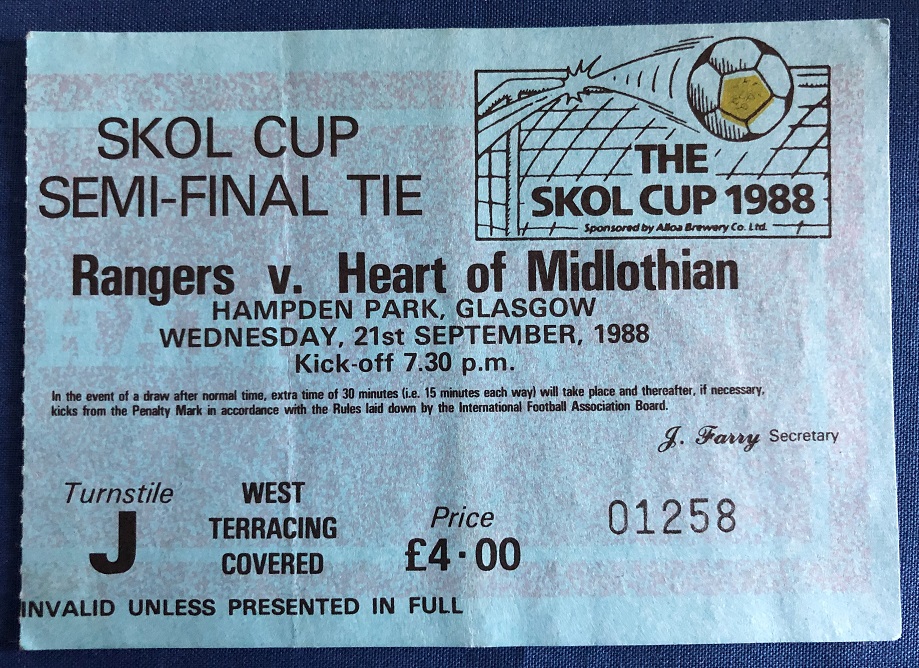 SKOL CUP
SEMI-FINAL TIE
THE
SKOL CUP 1988
Sponsored by Alloa Brewery Co. Ltd.
Rangers v. Heart of Midlothian
HAMPDEN PARK, GLASGOW
WEDNESDAY, 21st SEPTEMBER, 1988
Kick-off 7.30 p.m.
In the event of a draw after normal time, extra time of 30 minutes (i.e. 15 minutes each way) will take place and thereafter, if necessary,
kicks from the Penalty Mark in accordance with the Rules laid down by the International Football Association Board.
J. Farry Secretary
Turnstile
J
WEST
TERRACING
COVERED
Price
£4·00
01258
INVALID UNLESS PRESENTED IN FULL